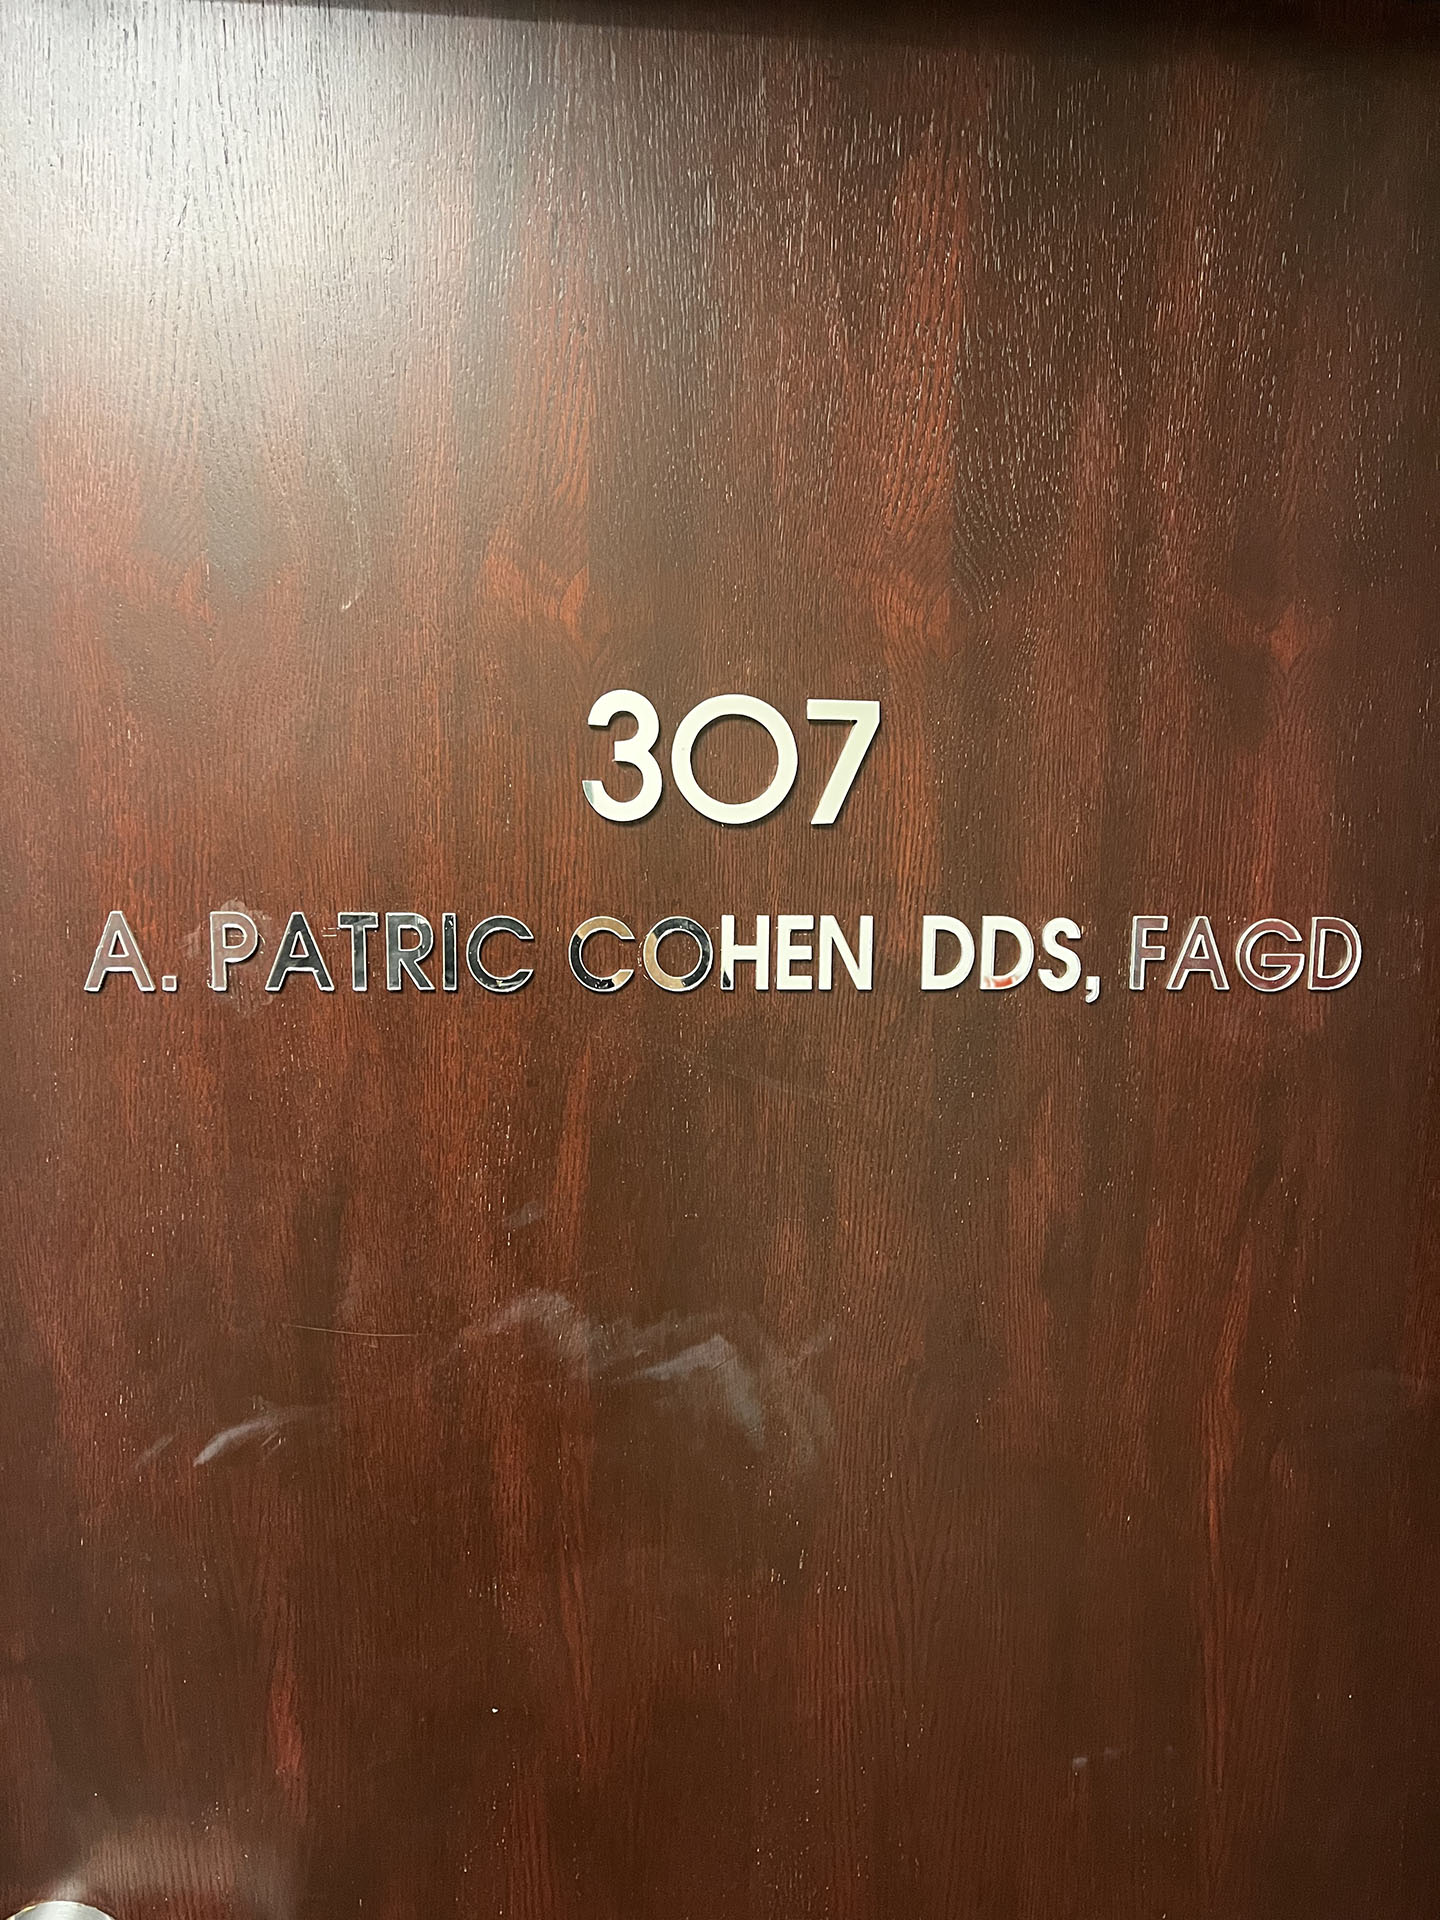 307
A. PATRIC COHEN DDS, FAGD